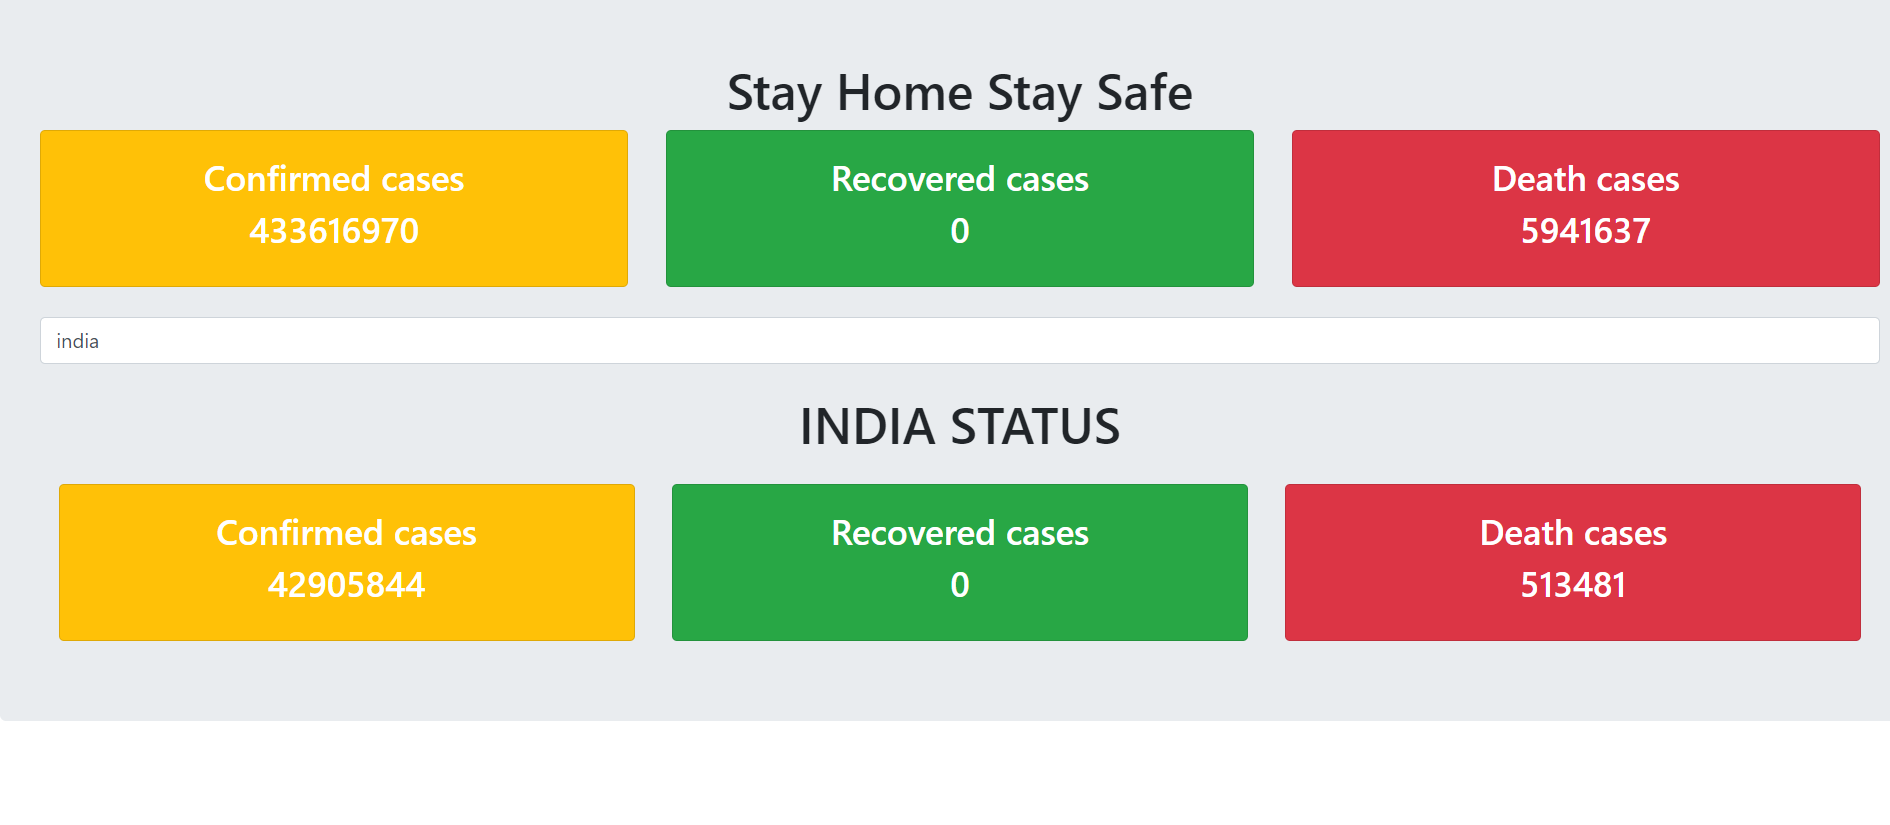 Stay Home Stay Safe
Confirmed cases
433616970
Recovered cases
0
Death cases
5941637
india
INDIA STATUS
Confirmed cases
42905844
Recovered cases
0
Death cases
513481